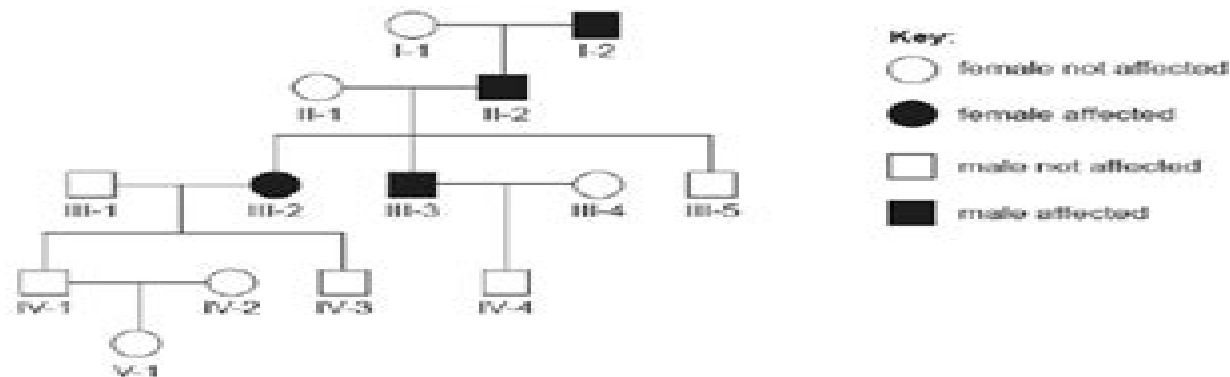 I-1 I-2
II-1 II-2
III-1 III-2 III-3 III-4 III-5
IV-1 IV-2 IV-3 IV-4
V-1
Key:
female not affected
female affected
male not affected
male affected